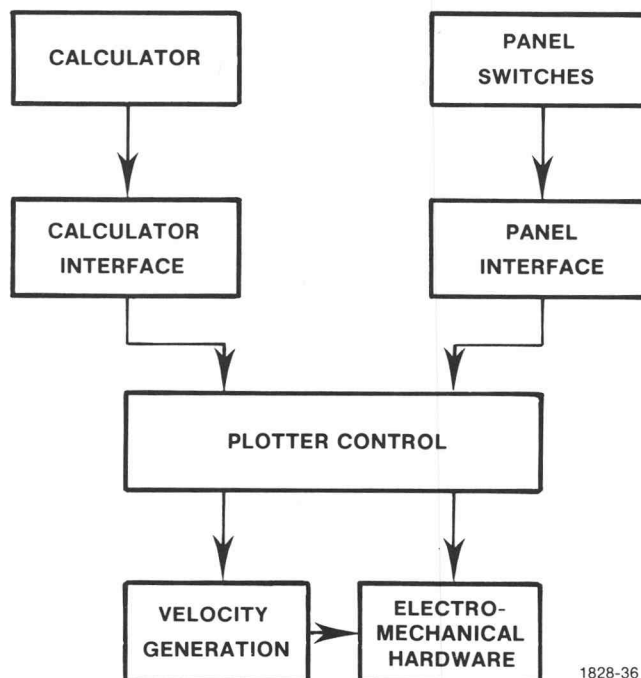 CALCULATOR
PANEL
SWITCHES
CALCULATOR
INTERFACE
PANEL
INTERFACE
PLOTTER CONTROL
VELOCITY
GENERATION
ELECTRO-
MECHANICAL
HARDWARE
1828-36